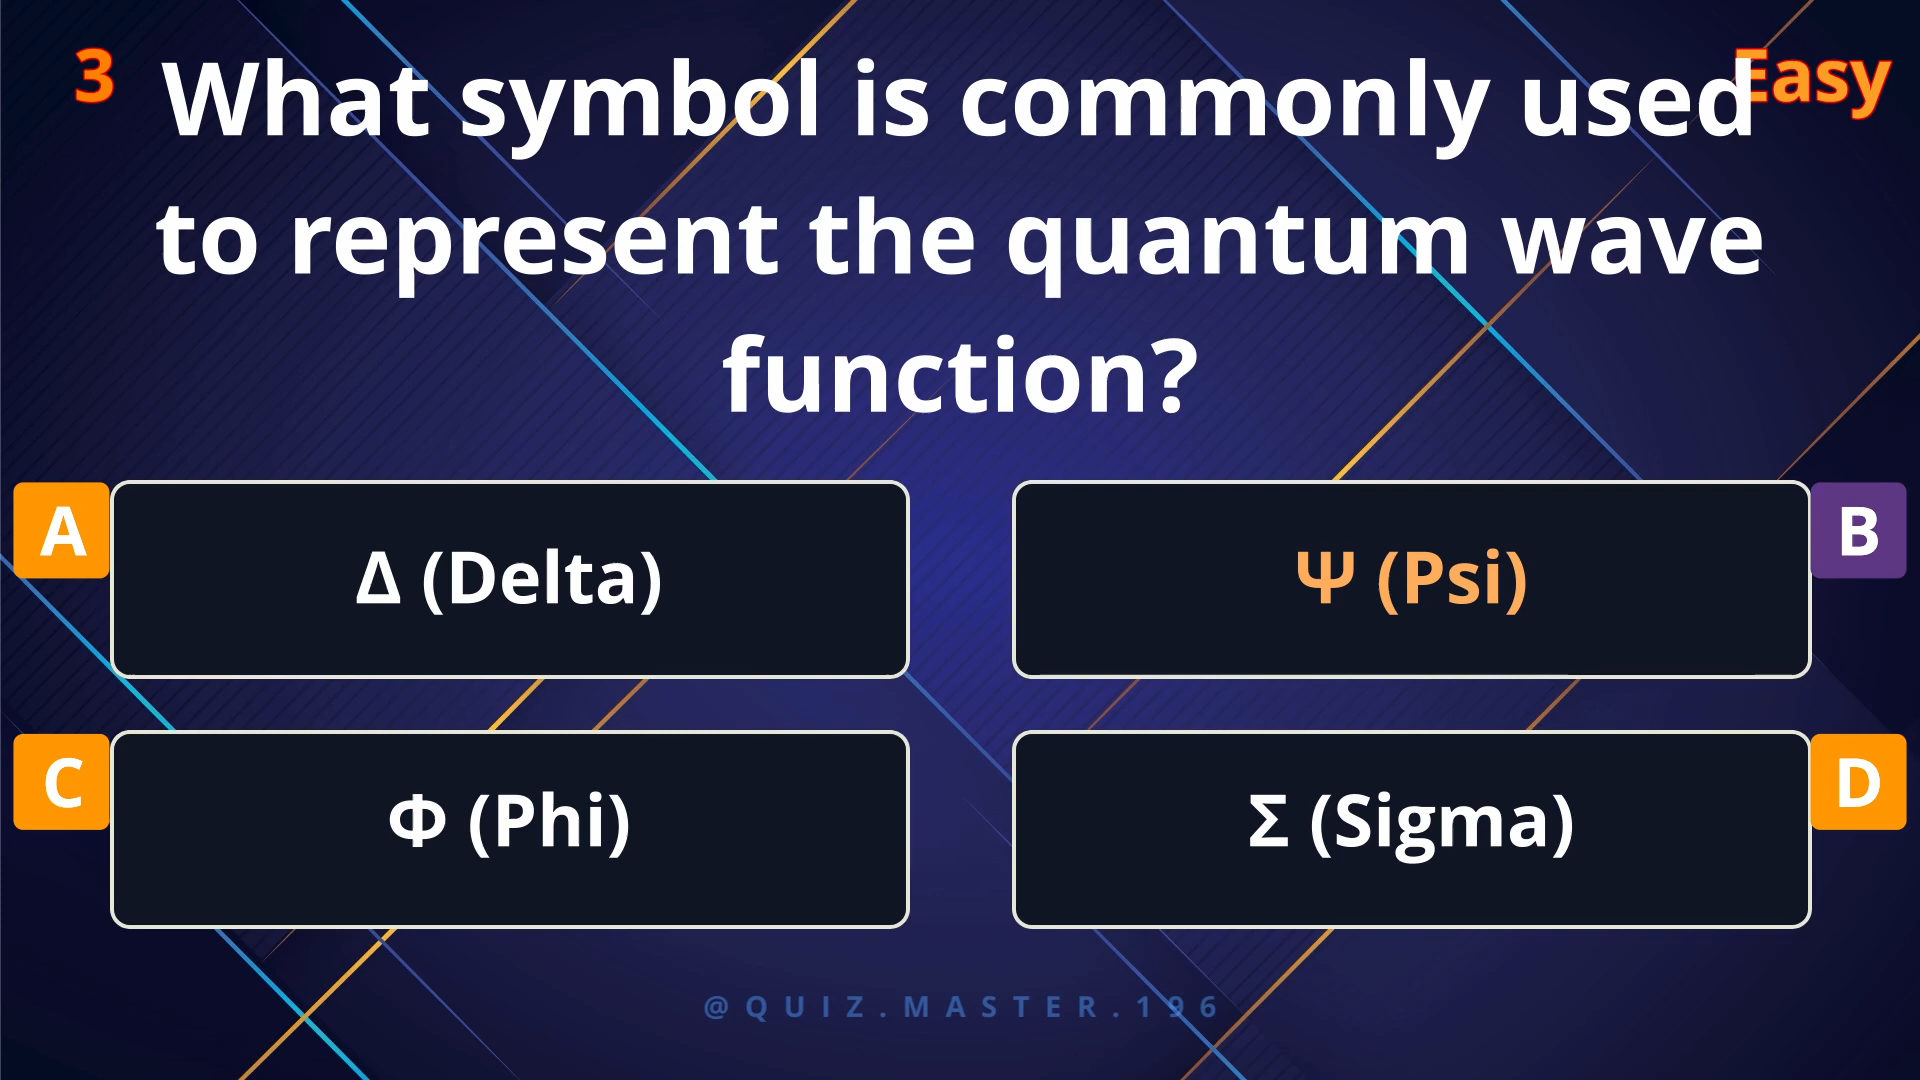 3
Easy
What symbol is commonly used
to represent the quantum wave
function?
A
Δ (Delta)
Ψ (Psi)
B
C
Φ (Phi)
Σ (Sigma)
D
@QUIZ.MASTER.196